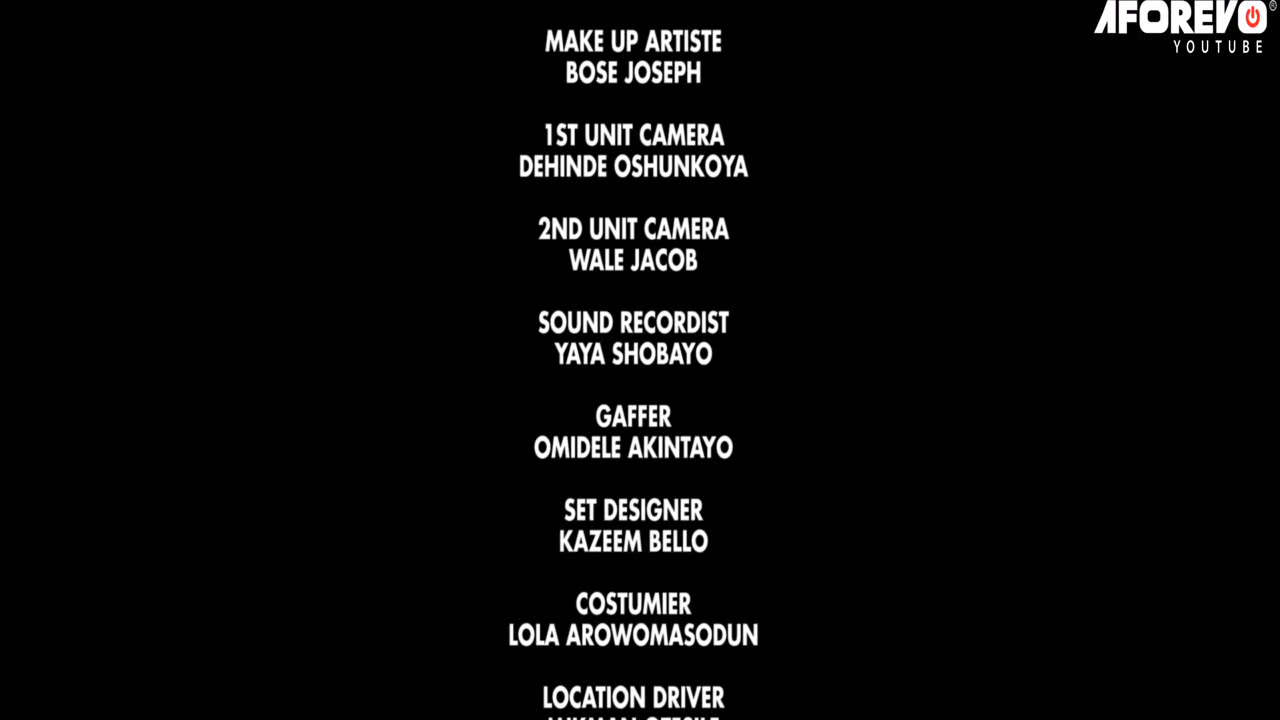 AFOREVO®
YOUTUBE
MAKE UP ARTISTE
BOSE JOSEPH
1ST UNIT CAMERA
DEHINDE OSHUNKOYA
2ND UNIT CAMERA
WALE JACOB
SOUND RECORDIST
YAYA SHOBAYO
GAFFER
OMIDELE AKINTAYO
SET DESIGNER
KAZEEM BELLO
COSTUMIER
LOLA AROWOMASODUN
LOCATION DRIVER